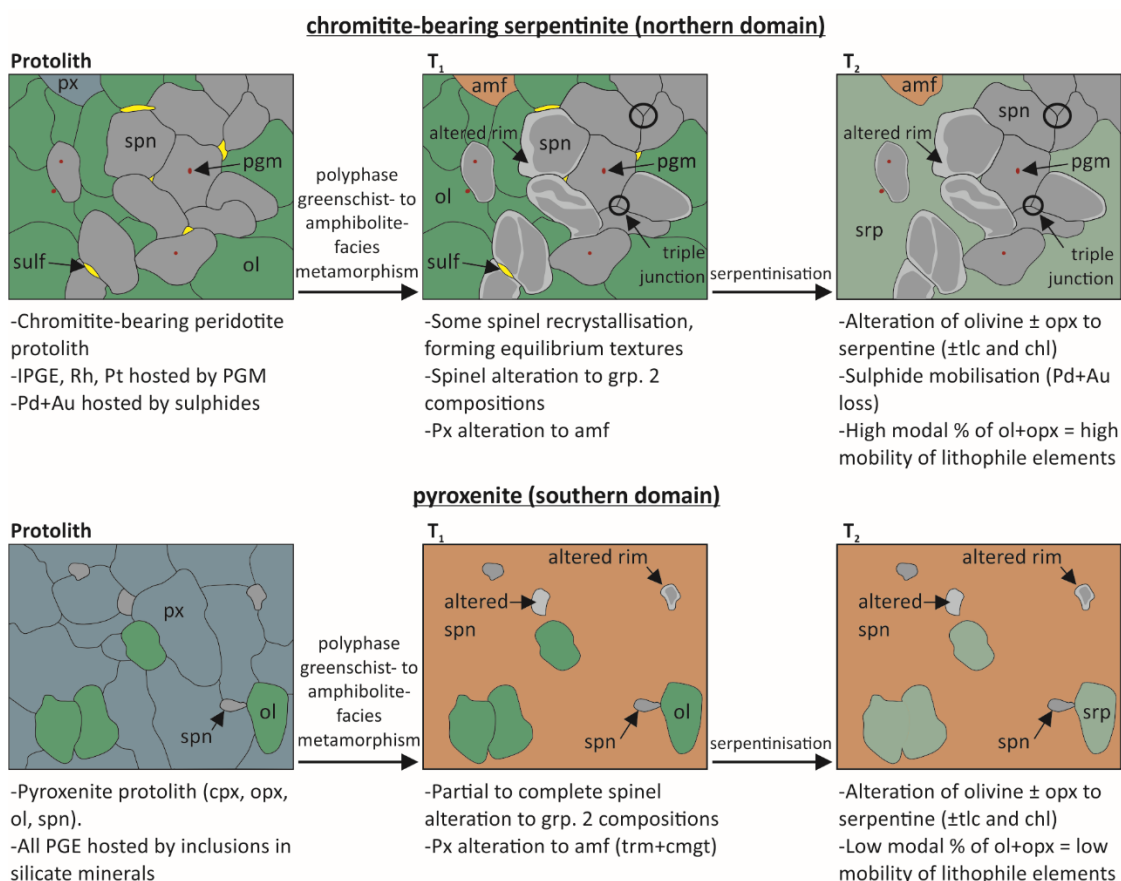 chromitite-bearing serpentinite (northern domain)
Protolith
px
spn
pgm
sulf
ol
polyphase
greenschist- to
amphibolite-
facies
metamorphism
T1
amf
altered rim
spn
pgm
ol
sulf
triple
junction
serpentinisation
T2
amf
spn
altered rim
pgm
srp
triple
junction
-Chromitite-bearing peridotite
protolith
-IPGE, Rh, Pt hosted by PGM
-Pd+Au hosted by sulphides
-Some spinel recrystallisation,
forming equilibrium textures
-Spinel alteration to grp. 2
compositions
-Px alteration to amf
-Alteration of olivine ± opx to
serpentine (±tlc and chl)
-Sulphide mobilisation (Pd+Au
loss)
-High modal % of ol+opx = high
mobility of lithophile elements
pyroxenite (southern domain)
Protolith
px
spn
ol
polyphase
greenschist- to
amphibolite-
facies
metamorphism
T1
altered rim
altered
spn
spn
ol
serpentinisation
T2
altered rim
altered
spn
spn
srp
-Pyroxenite protolith (cpx, opx,
ol, spn).
-All PGE hosted by inclusions in
silicate minerals
-Partial to complete spinel
alteration to grp. 2 compositions
-Px alteration to amf (trm+cmgt)
-Alteration of olivine ± opx to
serpentine (±tlc and chl)
-Low modal % of ol+opx = low
mobility of lithophile elements